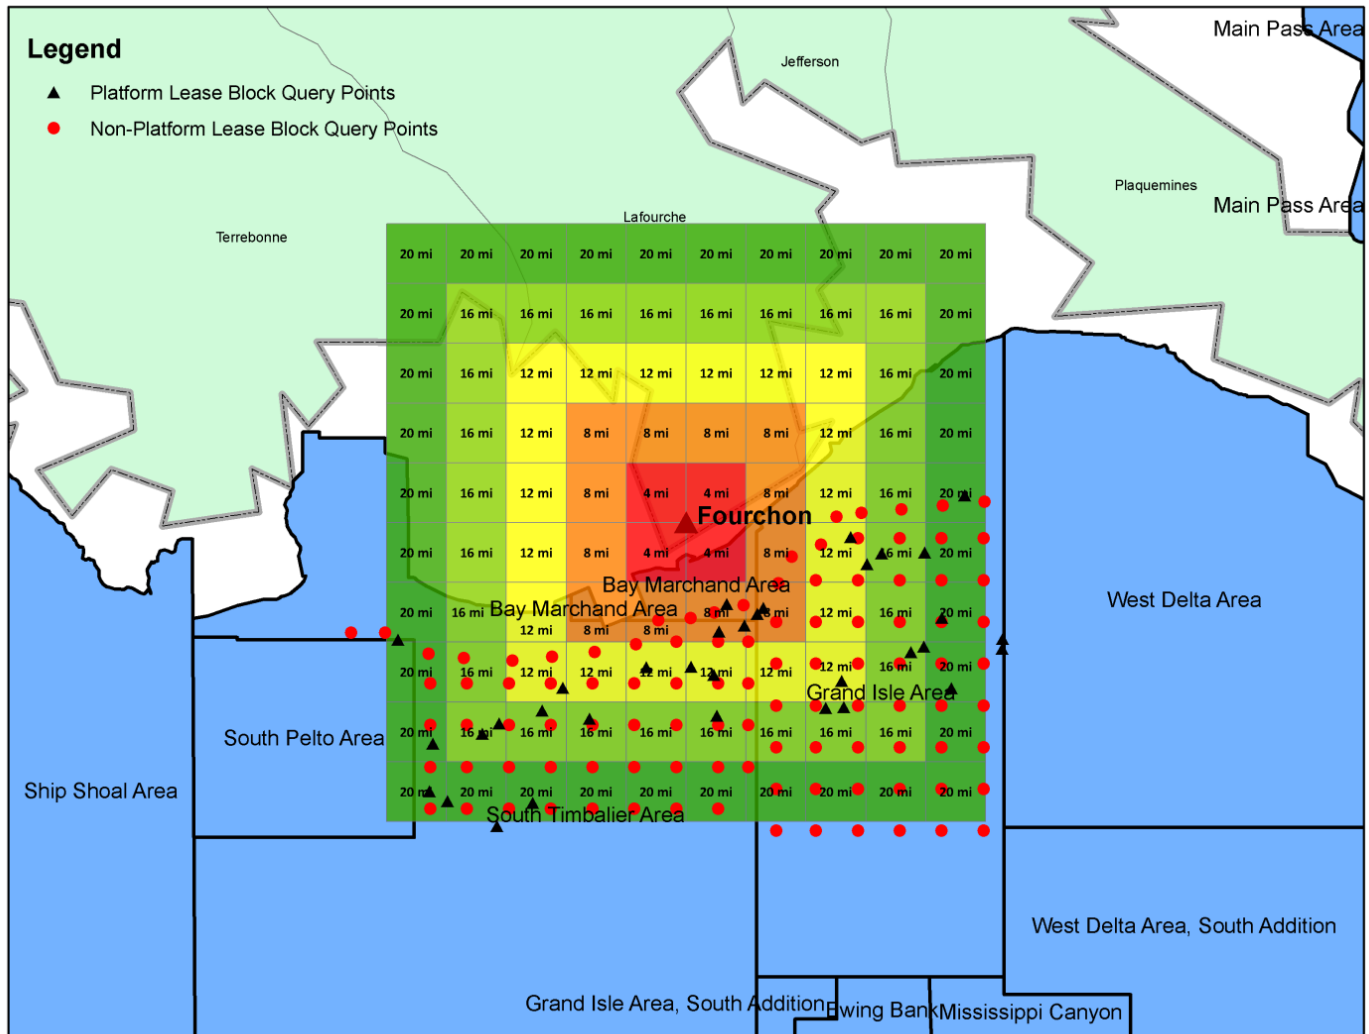 Legend
Platform Lease Block Query Points
Non-Platform Lease Block Query Points
Main Pass Area
Jefferson
Plaquemines
Main Pass Area
Lafourche
Terrebonne
20 mi 20 mi 20 mi 20 mi 20 mi 20 mi 20 mi 20 mi 20 mi 20 mi
20 mi 16 mi 16 mi 16 mi 16 mi 16 mi 16 mi 16 mi 16 mi 20 mi
20 mi 16 mi 12 mi 12 mi 12 mi 12 mi 12 mi 12 mi 16 mi 20 mi
20 mi 16 mi 12 mi 8 mi 8 mi 8 mi 8 mi 12 mi 16 mi 20 mi
20 mi 16 mi 12 mi 8 mi 4 mi 4 mi 8 mi 12 mi 16 mi 20 mi
Fourchon
20 mi 16 mi 12 mi 8 mi 4 mi 4 mi 8 mi 12 mi 16 mi 20 mi
Bay Marchand Area
Bay Marchand Area
20 mi 16 mi 12 mi 8 mi 8 mi 8 mi 8 mi 12 mi 16 mi 20 mi
West Delta Area
20 mi 16 mi 12 mi 12 mi 12 mi 12 mi 12 mi 12 mi 16 mi 20 mi
Grand Isle Area
20 mi 16 mi 16 mi 16 mi 16 mi 16 mi 16 mi 16 mi 16 mi 20 mi
South Pelto Area
Ship Shoal Area
20 mi 20 mi 20 mi 20 mi 20 mi 20 mi 20 mi 20 mi 20 mi 20 mi
South Timbalier Area
West Delta Area, South Addition
Grand Isle Area, South Addition
Ewing Bank
Mississippi Canyon